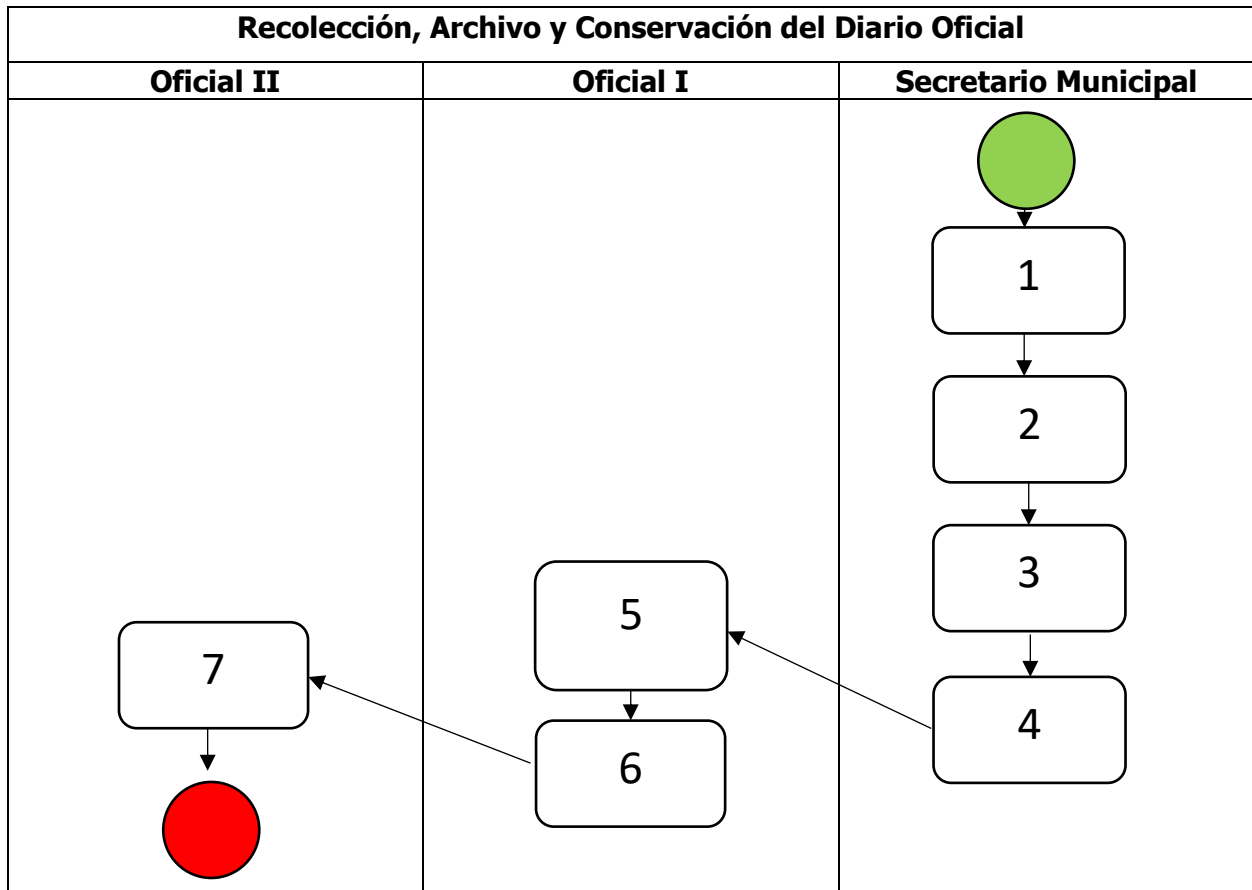 Recolección, Archivo y Conservación del Diario Oficial
Oficial II
Oficial I
Secretario Municipal
1
2
3
4
5
6
7